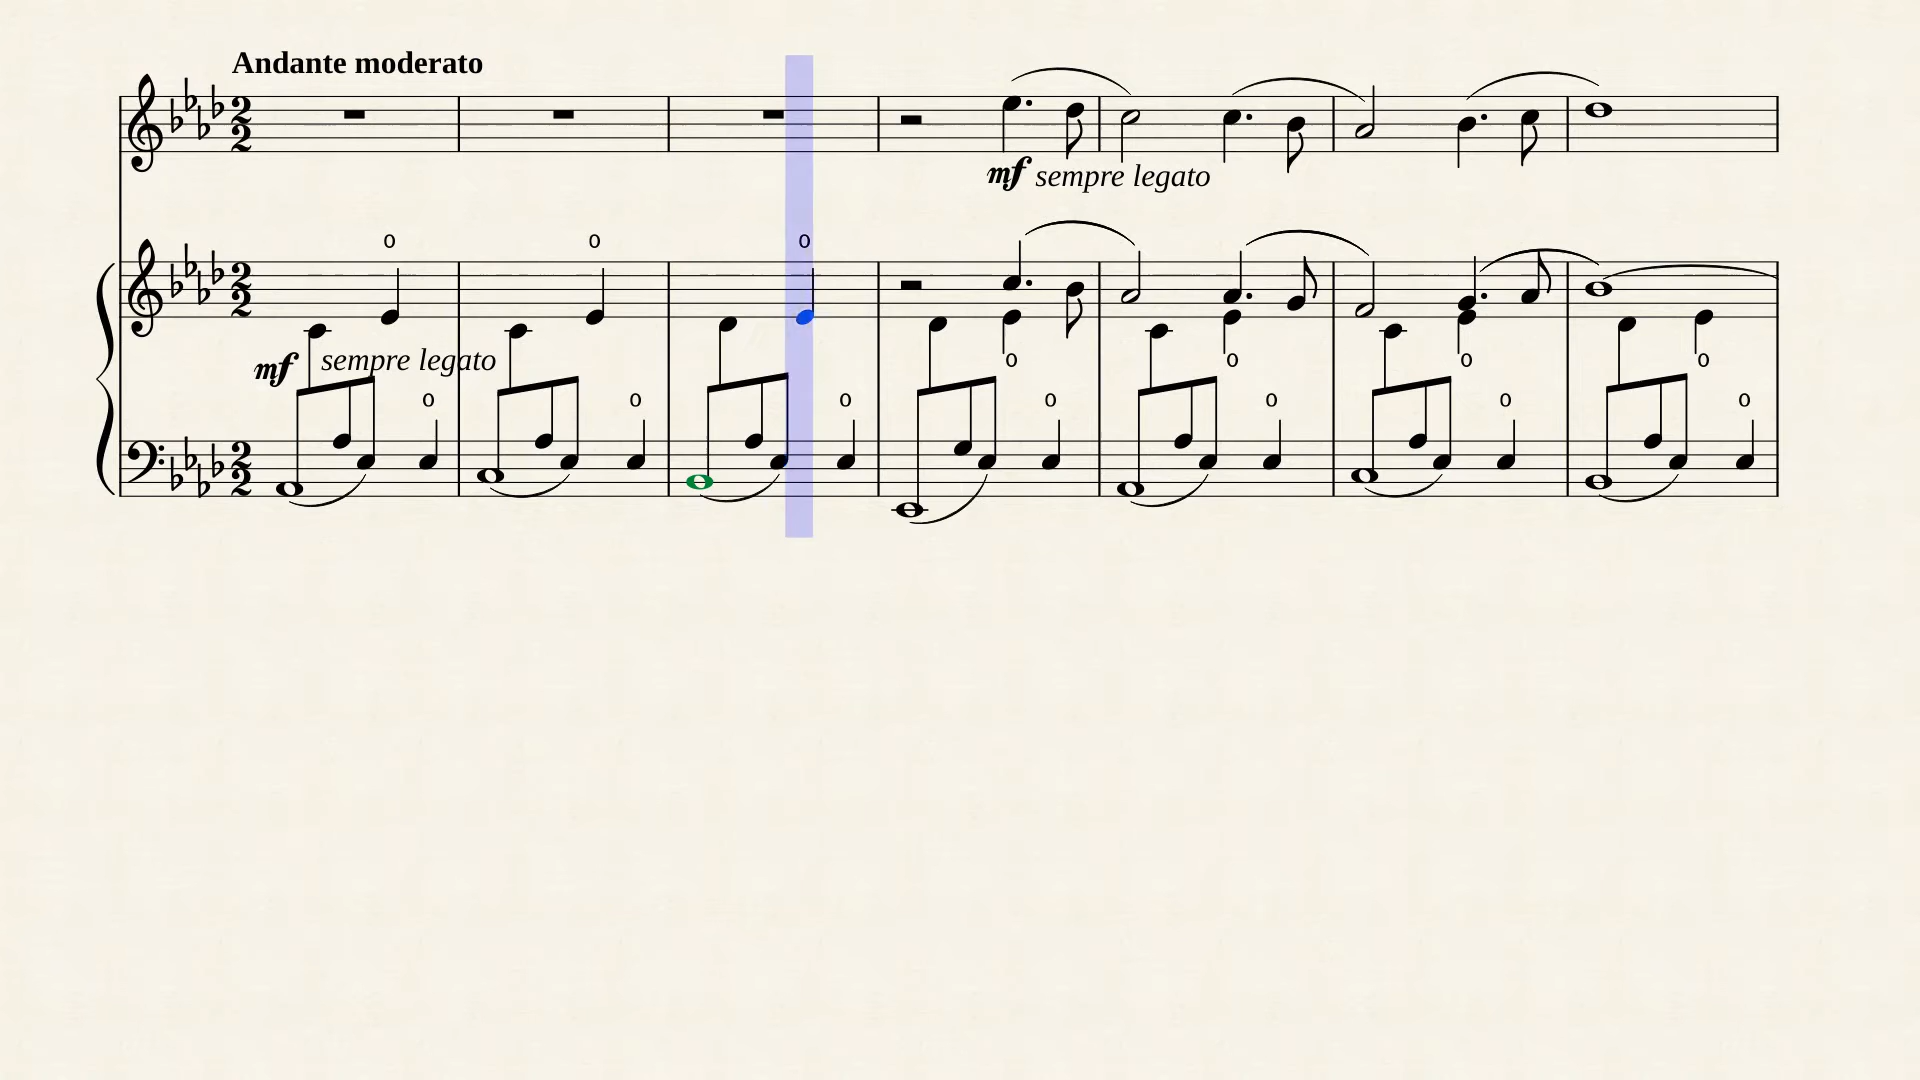 Andante moderato
mf sempre legato
o o o
mf sempre legato
o o o o
o o o o o o o